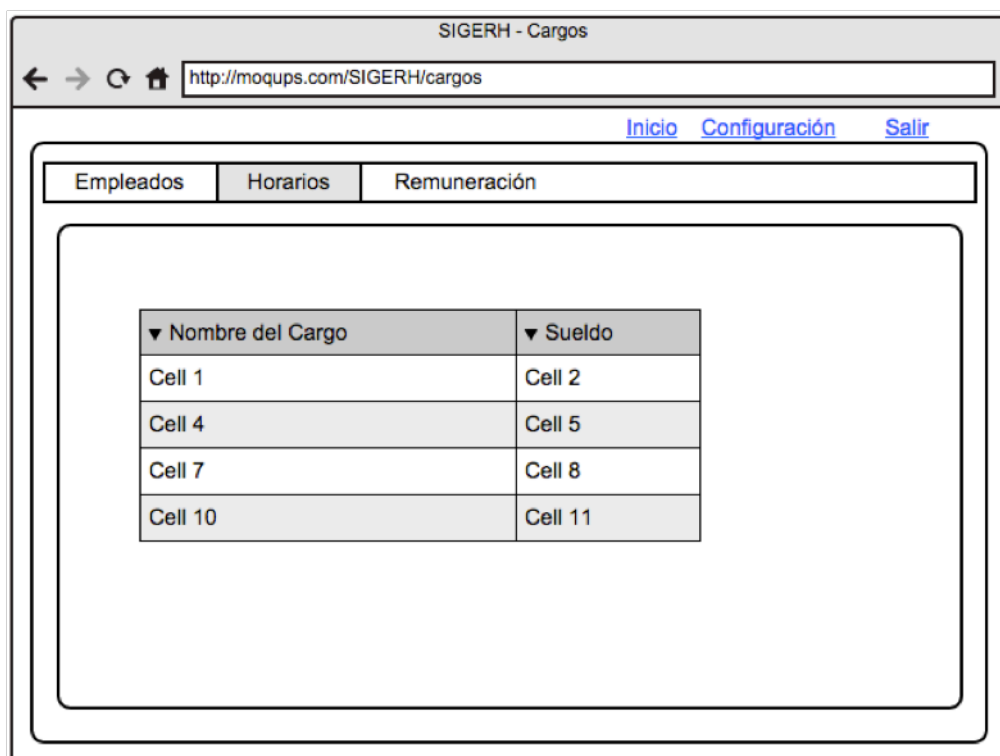 SIGERH - Cargos
http://moqups.com/SIGERH/cargos
Inicio Configuración Salir
Empleados Horarios Remuneración
Nombre del Cargo Sueldo
Cell 1 Cell 2
Cell 4 Cell 5
Cell 7 Cell 8
Cell 10 Cell 11